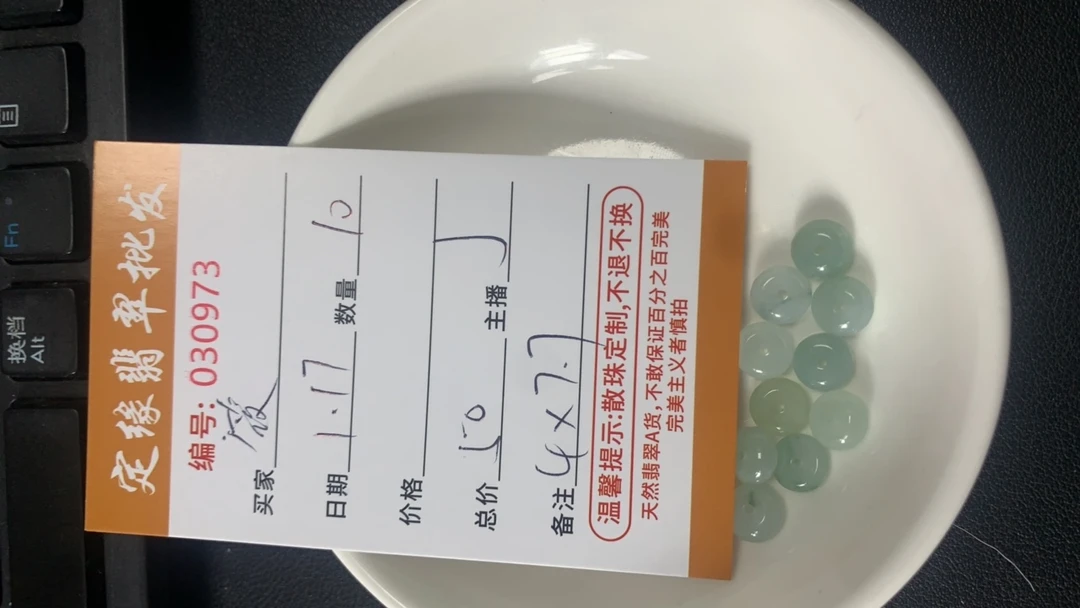 定缘翡翠批发
编号: 030973
买家
日期 1.17 数量 10
价格
总价 150 主播 J
备注 4×7.7
温馨提示:散珠定制,不退不换
天然翡翠A货,不敢保证百分之百完美
完美主义者慎拍
换档
Alt
Fn